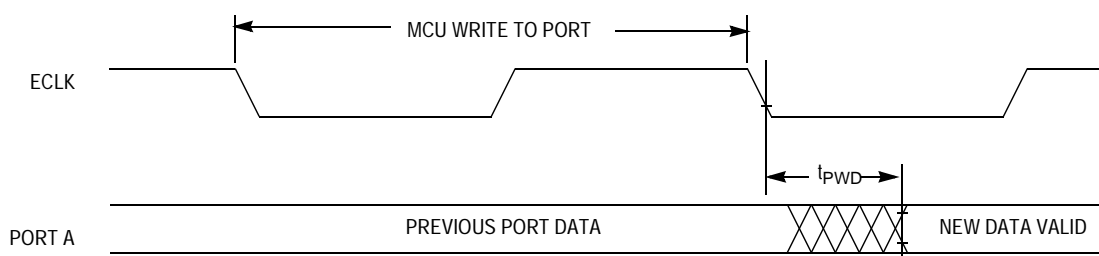 MCU WRITE TO PORT
ECLK
tPWD
PORT A
PREVIOUS PORT DATA
NEW DATA VALID